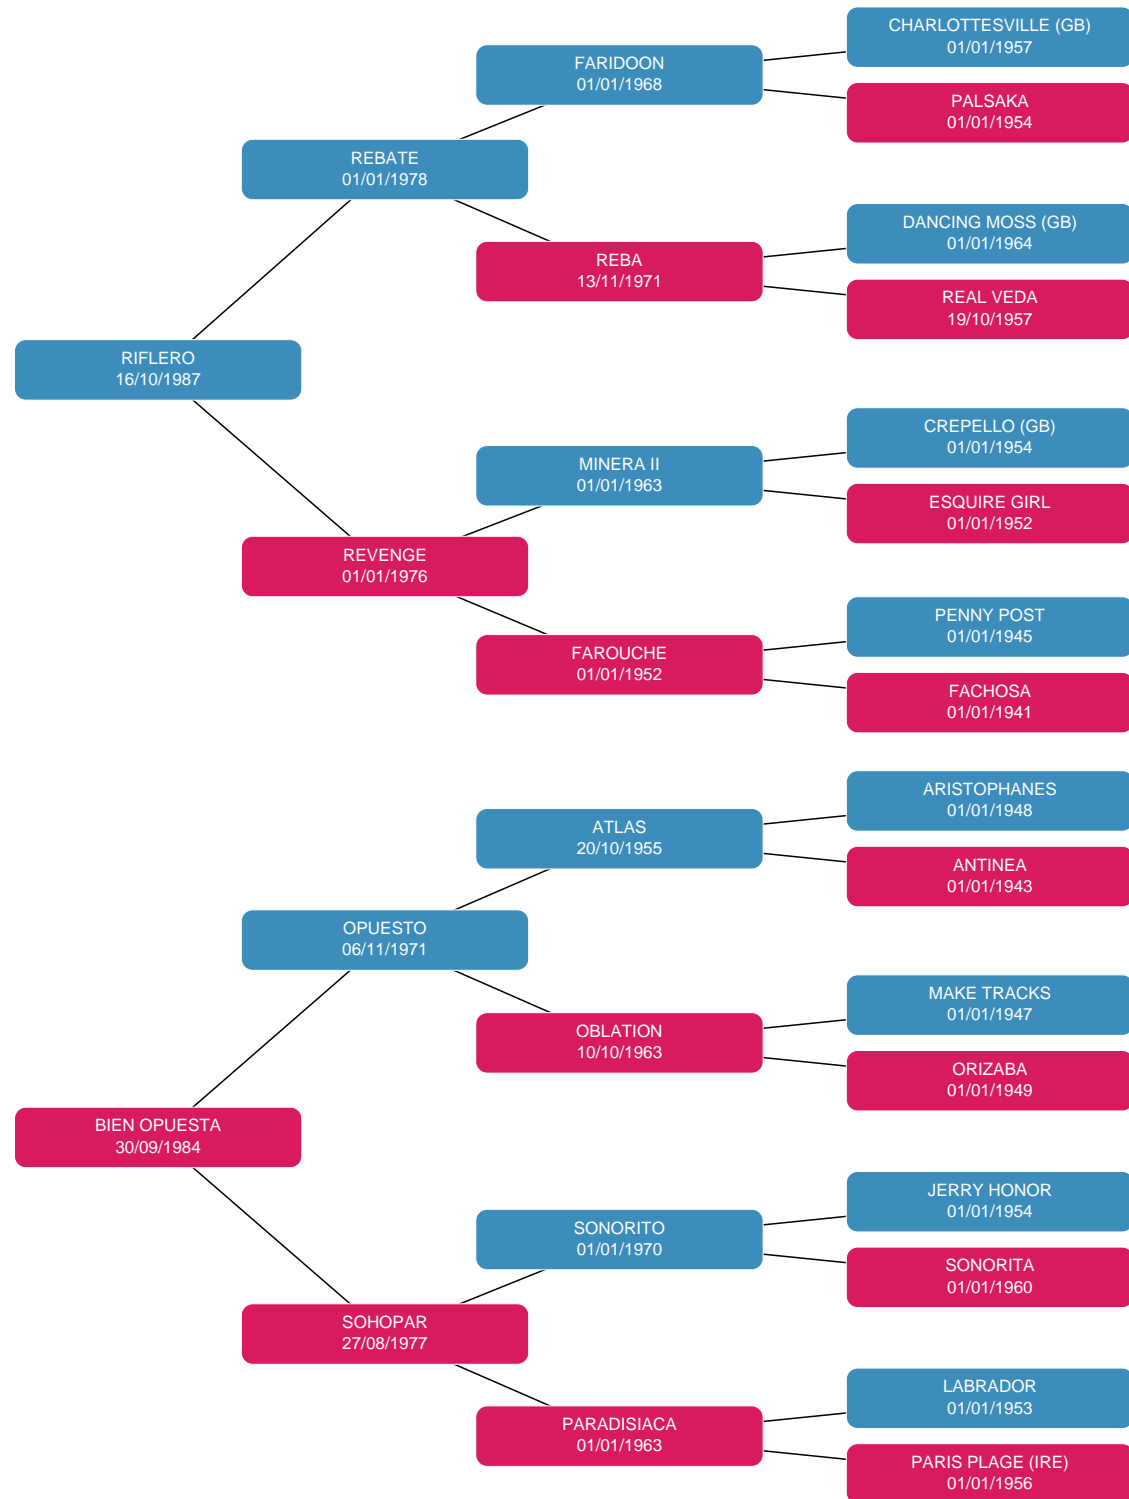 CHARLOTTESVILLE (GB)
01/01/1957
FARIDOON
01/01/1968
PALSAKA
01/01/1954
REBATE
01/01/1978
DANCING MOSS (GB)
01/01/1964
REBA
13/11/1971
REAL VEDA
19/10/1957
RIFLERO
16/10/1987
CREPELLO (GB)
01/01/1954
MINERA II
01/01/1963
ESQUIRE GIRL
01/01/1952
REVENGE
01/01/1976
PENNY POST
01/01/1945
FAROUCHE
01/01/1952
FACHOSA
01/01/1941
ARISTOPHANES
01/01/1948
ATLAS
20/10/1955
ANTINEA
01/01/1943
OPUESTO
06/11/1971
MAKE TRACKS
01/01/1947
OBLATION
10/10/1963
ORIZABA
01/01/1949
BIEN OPUESTA
30/09/1984
JERRY HONOR
01/01/1954
SONORITO
01/01/1970
SONORITA
01/01/1960
SOHOPAR
27/08/1977
LABRADOR
01/01/1953
PARADISIACA
01/01/1963
PARIS PLAGE (IRE)
01/01/1956